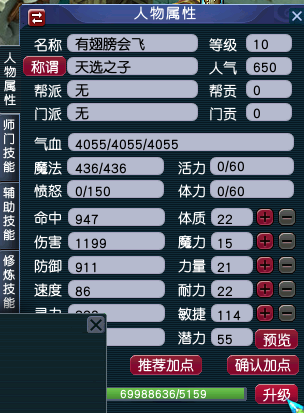 人物属性
名称 有翅膀会飞 等级 10
称谓 天选之子 人气 650
帮派 无 帮贡 0
门派 无 门贡 0
气血 4055/4055/4055
魔法 436/436 活力 0/60
愤怒 0/150 体力 0/60
命中 947 体质 22
伤害 1199 魔力 15
防御 911 力量 21
速度 86 耐力 22
敏捷 114
潜力 55 预览
推荐加点 确认加点
69988636/5159 升级
人物属性
师门技能
辅助技能
修炼技能